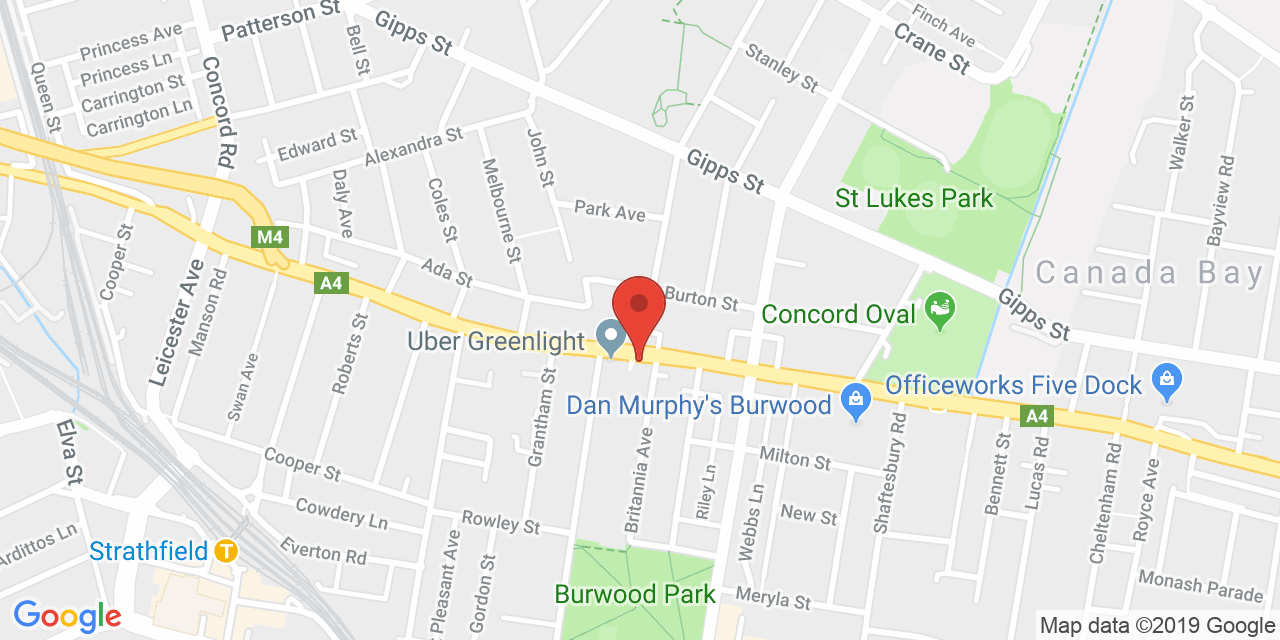 Patterson St
Gipps St
Finch Ave
Crane St
Princess Ave
Princess Ln
Carrington St
Carrington Ln
Queen St
Concord Rd
Bell St
Stanley St
Edward St
Alexandra St
John St
Melbourne St
Coles St
Daly Ave
Park Ave
Gipps St
St Lukes Park
Walker St
Bayview Rd
Cooper St
M4
A4
Ada St
Leicester Ave
Manson Rd
Swan Ave
Roberts St
Burton St
Concord Oval
Canada Bay
Gipps St
Uber Greenlight
Officeworks Five Dock
Dan Murphy's Burwood
A4
Grantham St
Britannia Ave
Riley Ln
Webbs Ln
Milton St
New St
Shaftesbury Rd
Bennett St
Lucas Rd
Cheltenham Rd
Royce Ave
Elva St
Cooper St
Cowdery Ln
Everton Rd
Rowley St
Pleasant Ave
Gordon St
Ardittos Ln
Strathfield
T
Burwood Park
Meryla St
Monash Parade
Google
Map data ©2019 Google